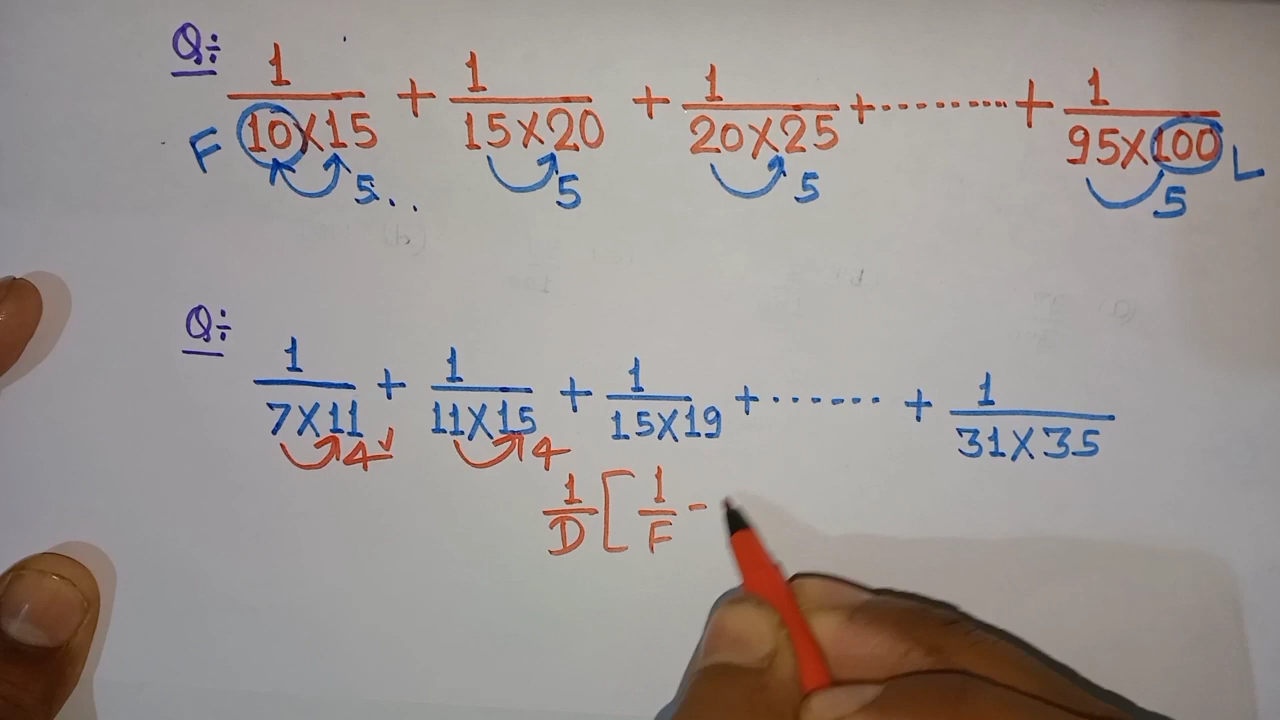 Q:
1/10×15 + 1/15×20 + 1/20×25 + ........ + 1/95×100
F 5.. 5 5 5 L
Q:
1/7×11 + 1/11×15 + 1/15×19 + ....... + 1/31×35
4✓ 4
1/D [ 1/F -